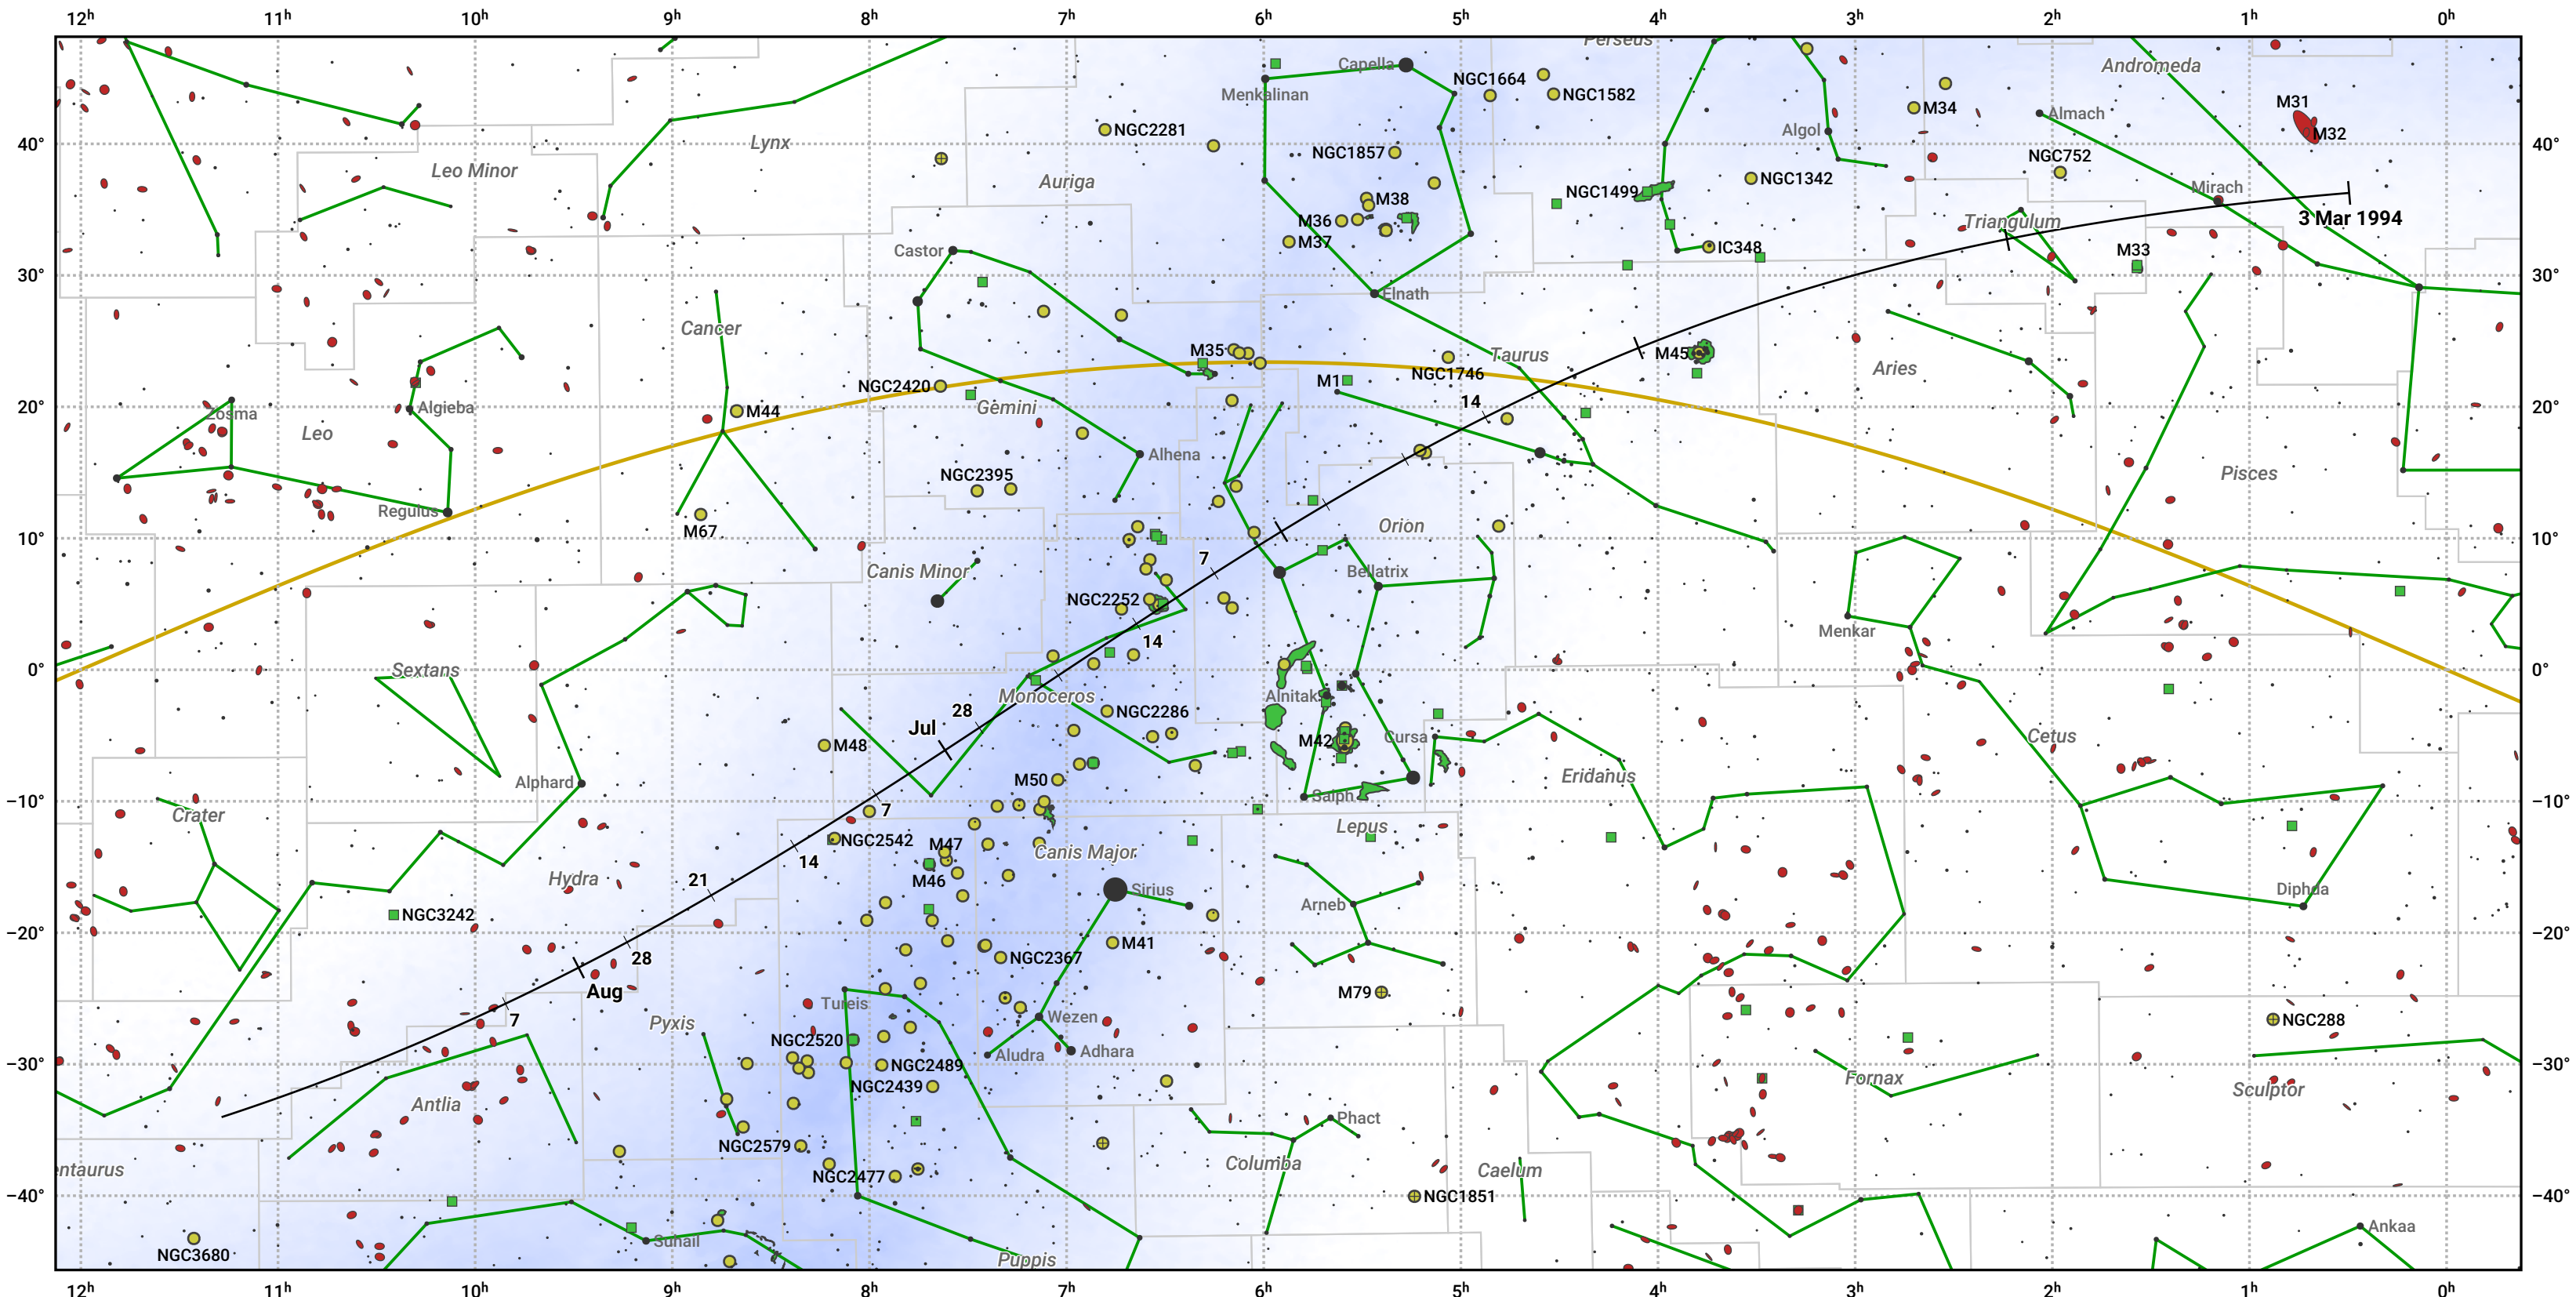 12h 11h 10h 9h 8h 7h 6h 5h 4h 3h 2h 1h 0h
Perseus
Capella
Andromeda
NGC1664
Menkalinan
NGC1582
M31
M34
Almach
NGC2281
Algol
M32
40°
Lynx
NGC1857
NGC752
40°
Leo Minor
Auriga
NGC1342
Mirach
NGC1499
M38
M36
Triangulum
3 Mar 1994
M37
Castor
IC348
M33
30°
30°
Elnath
Cancer
M35
Taurus
M45
Aries
NGC2420
NGC1746
M1
20°
Zosma
Algieba
M44
Gemini
14
20°
Leo
Alhena
NGC2395
Pisces
Regulus
M67
Orion
10°
7
10°
Canis Minor
Bellatrix
NGC2252
Menkar
14
0°
Sextans
0°
Monoceros
Alnitak
28
NGC2286
Jul
M48
M42
Cursa
Cetus
Alphard
M50
Eridanus
−10°
Saiph
−10°
Crater
7
Lepus
NGC2542
M47
14
Canis Major
Hydra
21
M46
Sirius
Diphda
NGC3242
Arneb
−20°
M41
−20°
28
NGC2367
Aug
M79
Tureis
7
Pyxis
Wezen
NGC288
NGC2520
Aludra
Adhara
−30°
NGC2489
−30°
NGC2439
Fornax
Sculptor
Antlia
Phact
NGC2579
entaurus
NGC2477
Columba
Caelum
−40°
NGC1851
−40°
Ankaa
NGC3680
Suhail
Puppis
12h 11h 10h 9h 8h 7h 6h 5h 4h 3h 2h 1h 0h